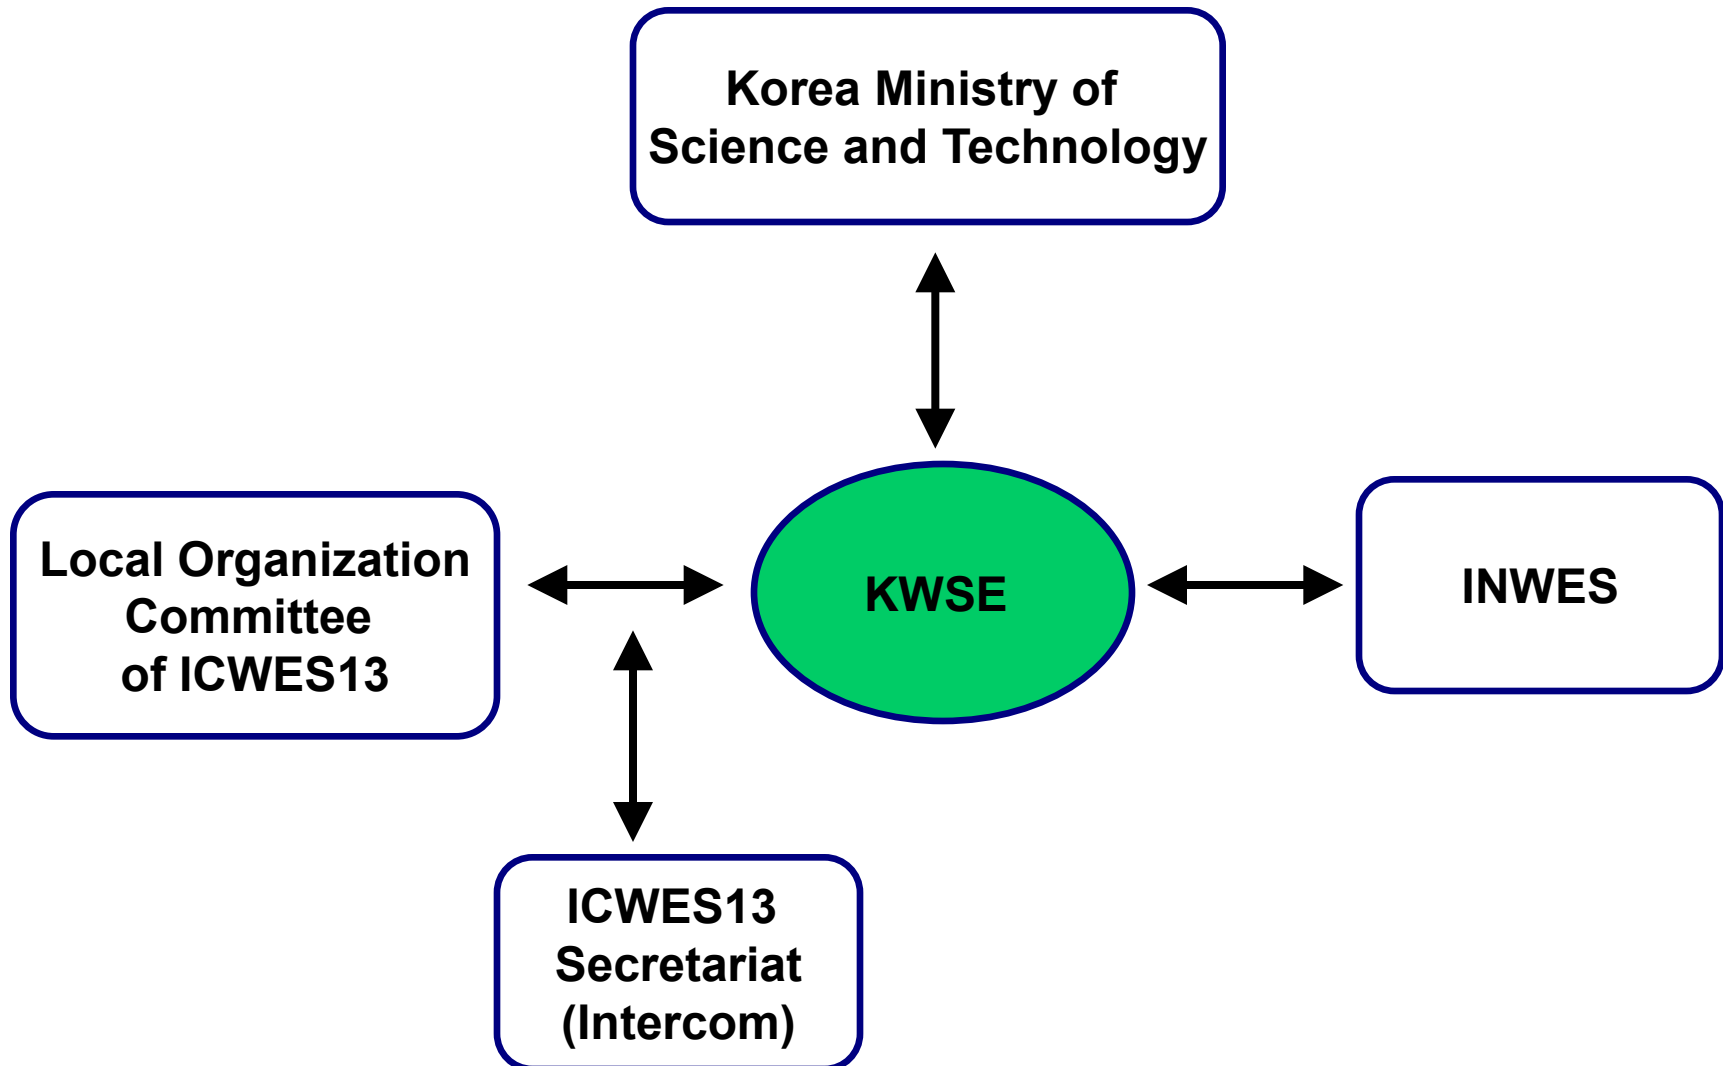 Korea Ministry of
Science and Technology
Local Organization
Committee
of ICWES13
KWSE
INWES
ICWES13
Secretariat
(Intercom)